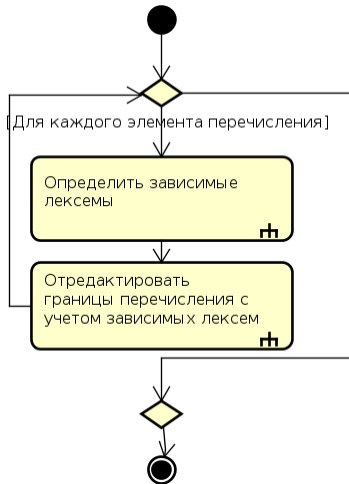 [Для каждого элемента перечисления]
Определить зависимые
лексемы
Отредактировать
границы перечисления с
учетом зависимых лексем